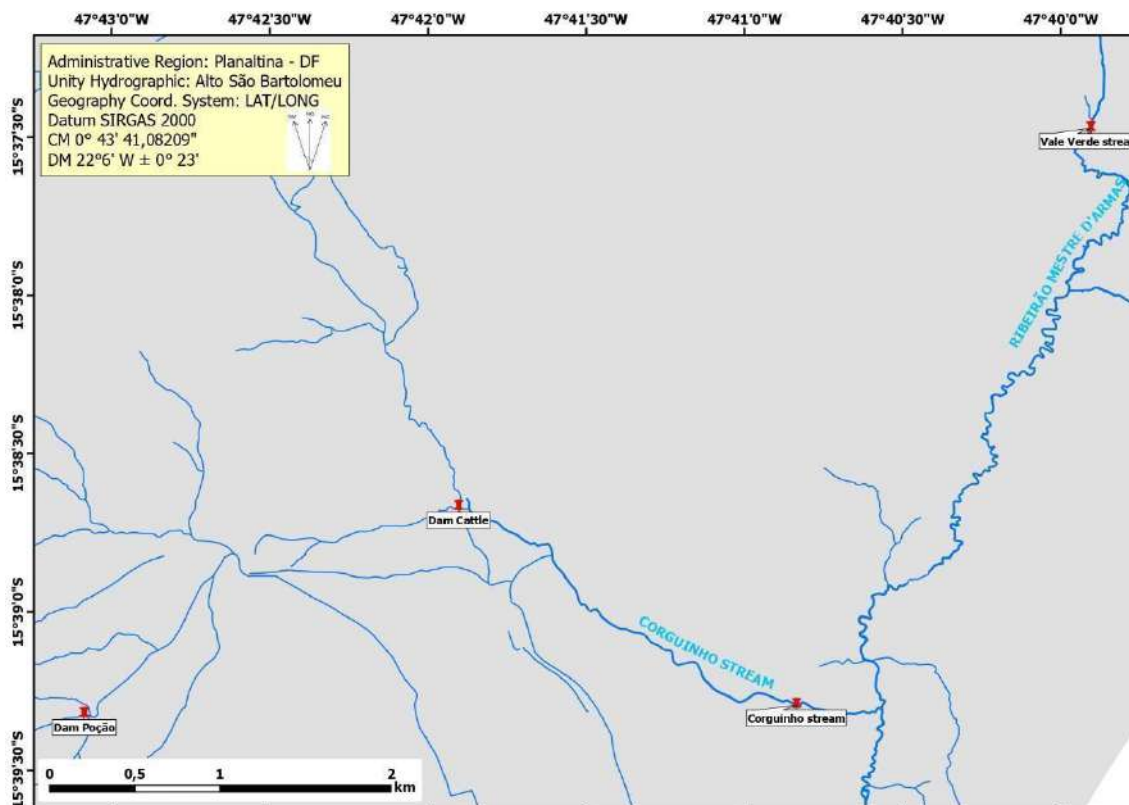 47°43'0"W
47°42'30"W
47°42'0"W
47°41'30"W
47°41'0"W
47°40'30"W
47°40'0"W
Administrative Region: Planaltina - DF
Unity Hydrographic: Alto São Bartolomeu
Geography Coord. System: LAT/LONG
Datum SIRGAS 2000
CM 0° 43' 41,08209"
DM 22°6' W ± 0° 23'
15°37'30"S
15°38'0"S
15°38'30"S
15°39'0"S
15°39'30"S
Vale Verde strea
RIBEIRÃO MESTRE D'ARMAS
Dam Cattle
CORGUINHO STREAM
Corguinho stream
Dam Poção
0 0,5 1 2
km